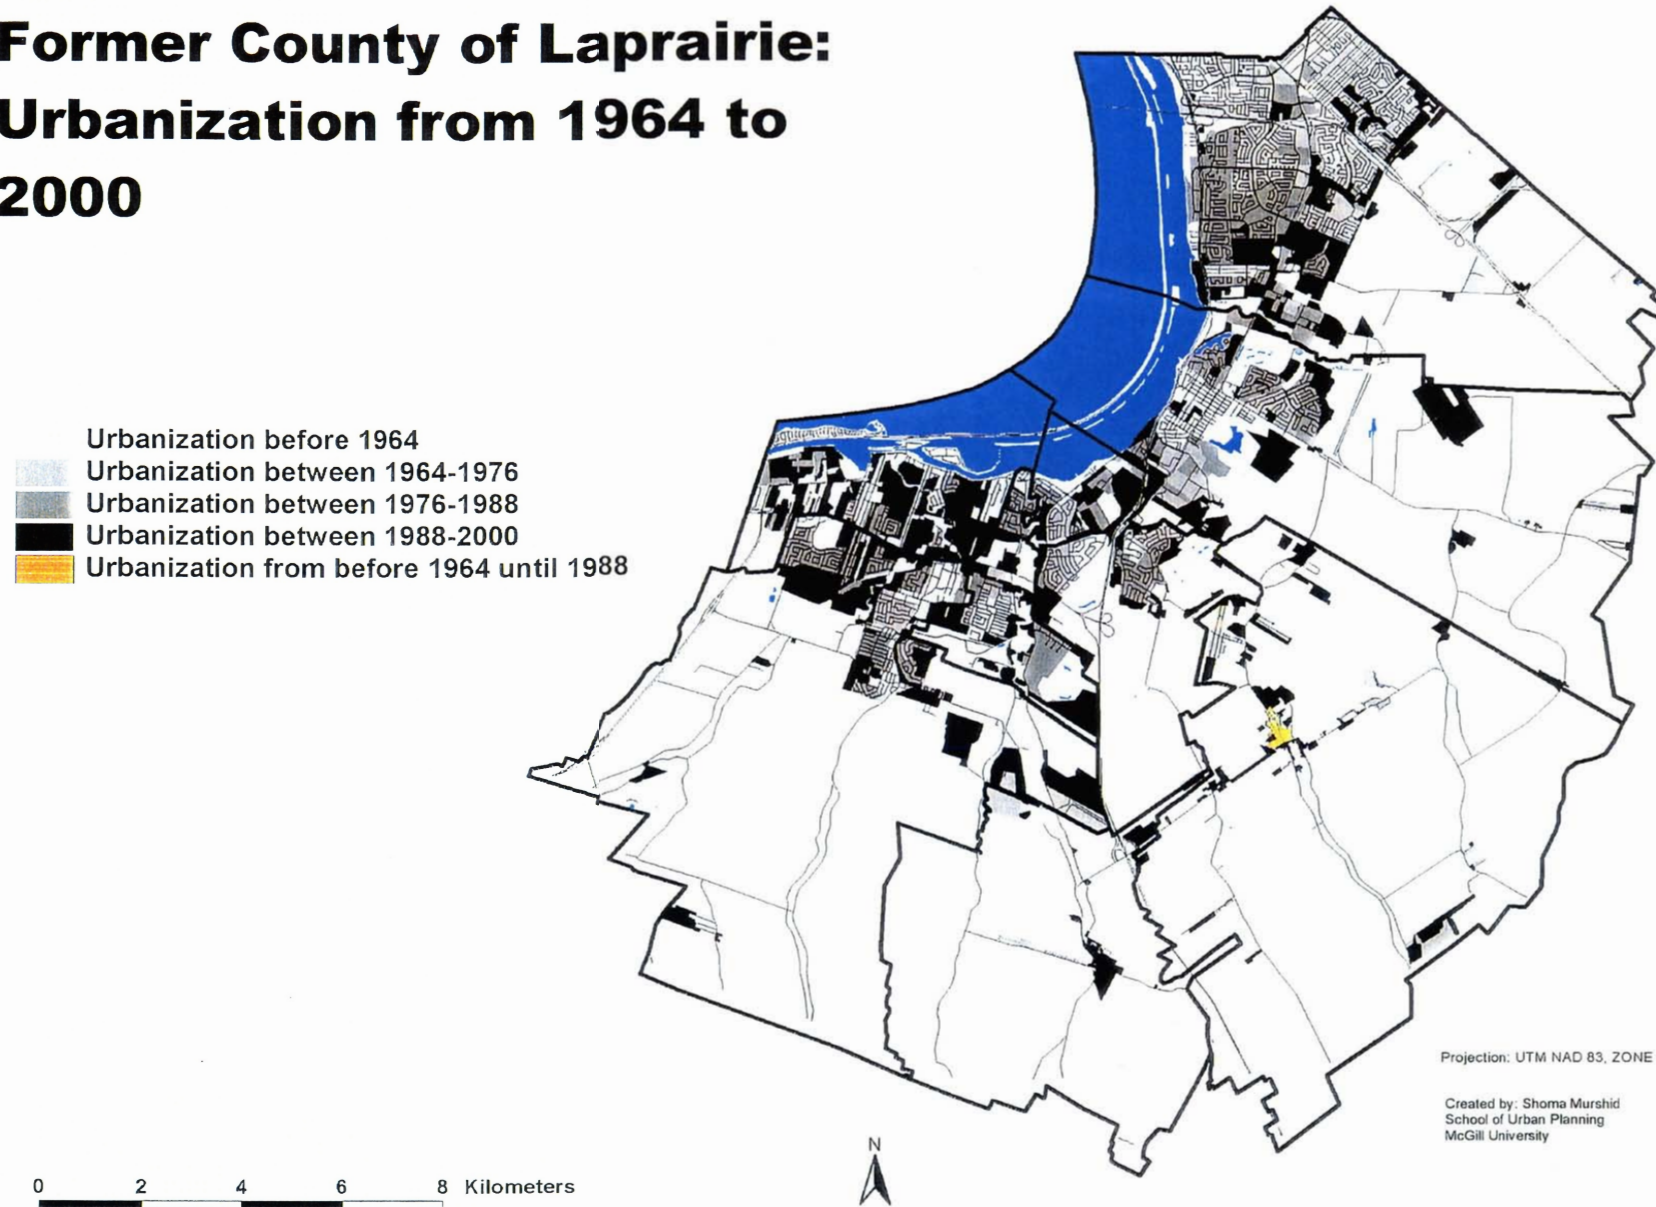 Former County of Laprairie:
Urbanization from 1964 to
2000
Urbanization before 1964
Urbanization between 1964-1976
Urbanization between 1976-1988
Urbanization between 1988-2000
Urbanization from before 1964 until 1988
Projection: UTM NAD 83, ZONE
Created by: Shoma Murshid
School of Urban Planning
McGill University
N
0 2 4 6 8 Kilometers